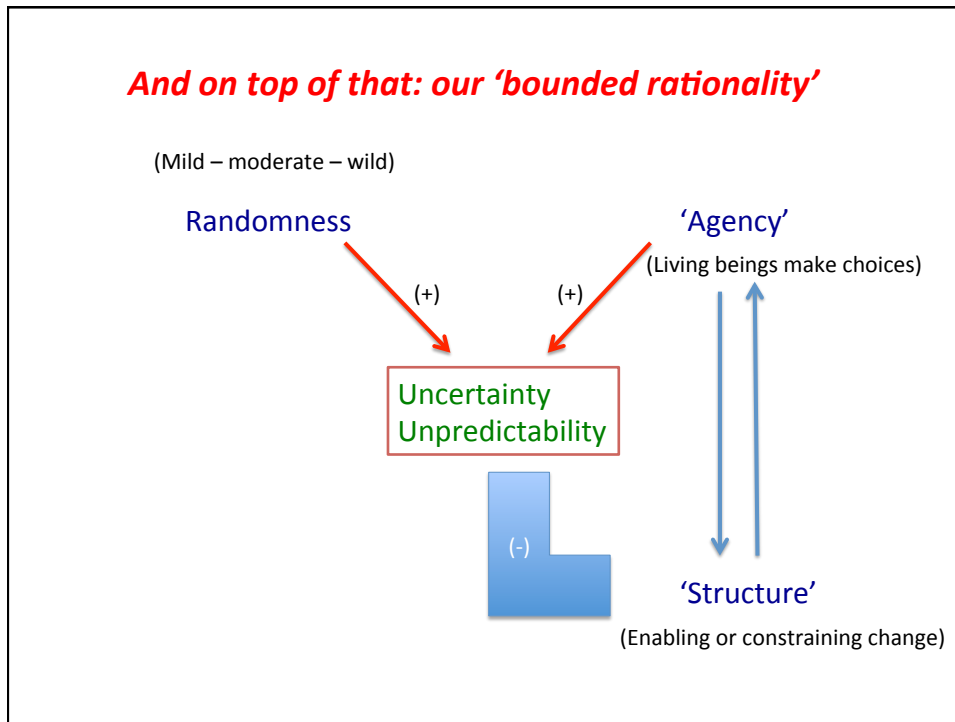 And on top of that: our ‘bounded rationality’
(Mild – moderate – wild)
Randomness
‘Agency’
(Living beings make choices)
(+)
(+)
Uncertainty
Unpredictability
(-)
‘Structure’
(Enabling or constraining change)